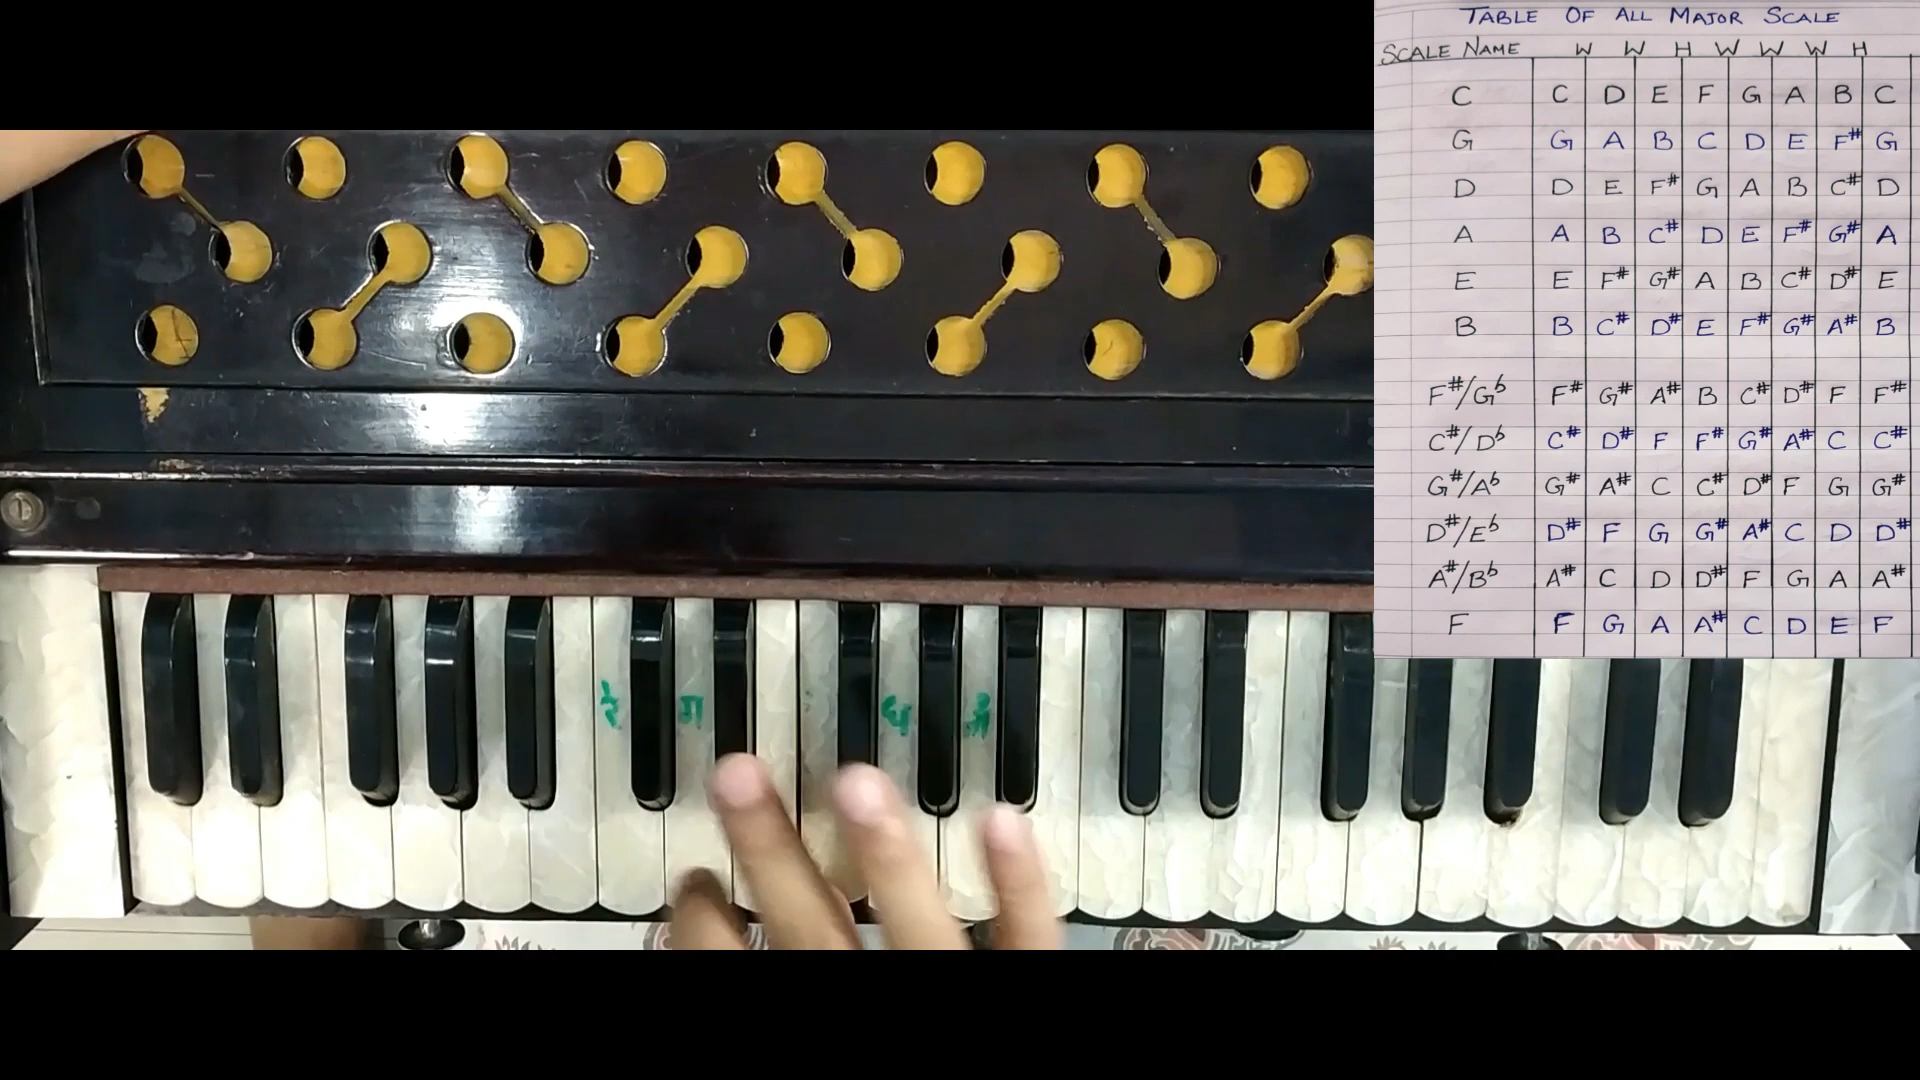 TABLE OF ALL MAJOR SCALE
SCALE NAME W W H W W W H
C C D E F G A B C
G G A B C D E F# G
D D E F# G A B C# D
A A B C# D E F# G# A
E E F# G# A B C# D# E
B B C# D# E F# G# A# B
F#/Gb F# G# A# B C# D# F F#
C#/Db C# D# F F# G# A# C C#
G#/Ab G# A# C C# D# F G G#
D#/Eb D# F G G# A# C D D#
A#/Bb A# C D D# F G A A#
F F G A A# C D E F
रे ग ध नी